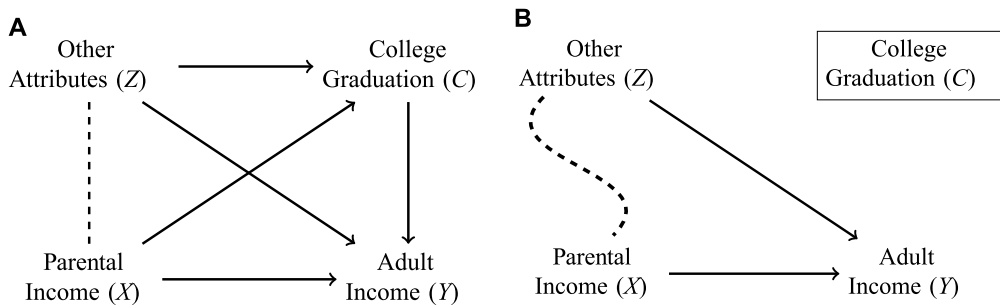 A
Other
Attributes (Z)
College
Graduation (C)
Parental
Income (X)
Adult
Income (Y)
B
Other
Attributes (Z)
College
Graduation (C)
Parental
Income (X)
Adult
Income (Y)